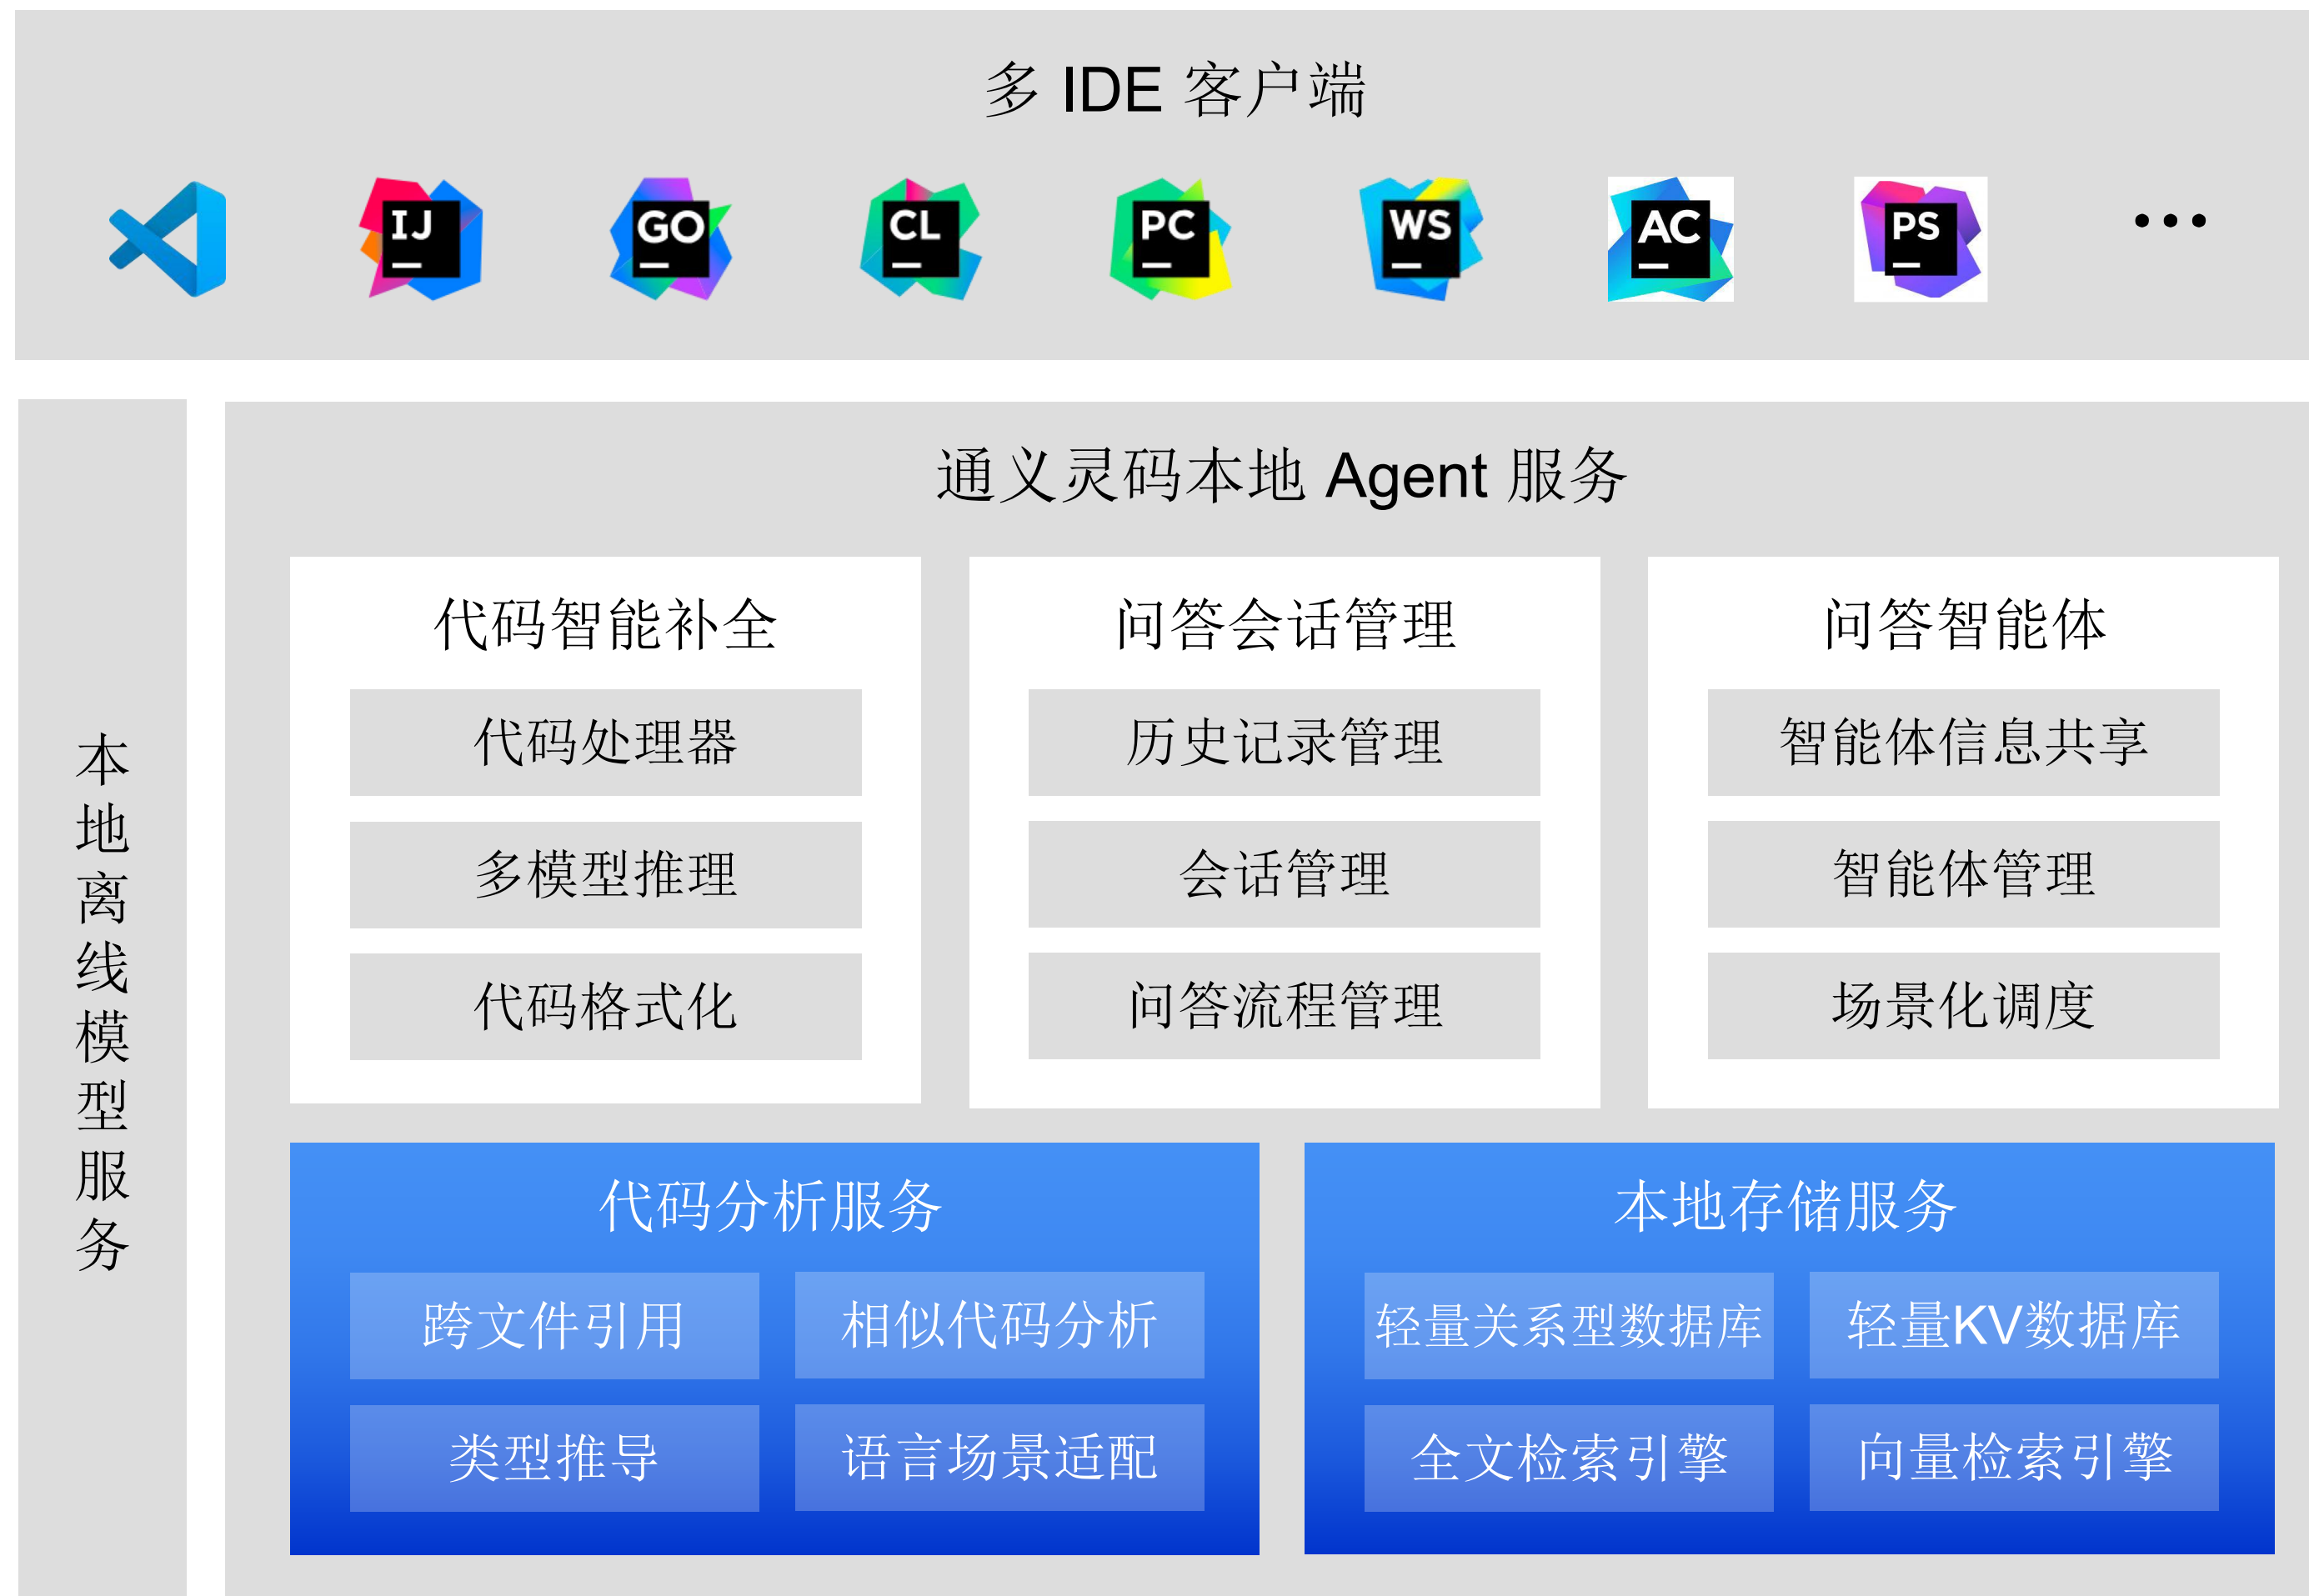 多 IDE 客户端
IJ
GO
CL
PC
WS
AC
PS
...
本地离线模型服务
通义灵码本地 Agent 服务
代码智能补全
代码处理器
多模型推理
代码格式化
问答会话管理
历史记录管理
会话管理
问答流程管理
问答智能体
智能体信息共享
智能体管理
场景化调度
代码分析服务
跨文件引用
相似代码分析
类型推导
语言场景适配
本地存储服务
轻量关系型数据库
轻量KV数据库
全文检索引擎
向量检索引擎